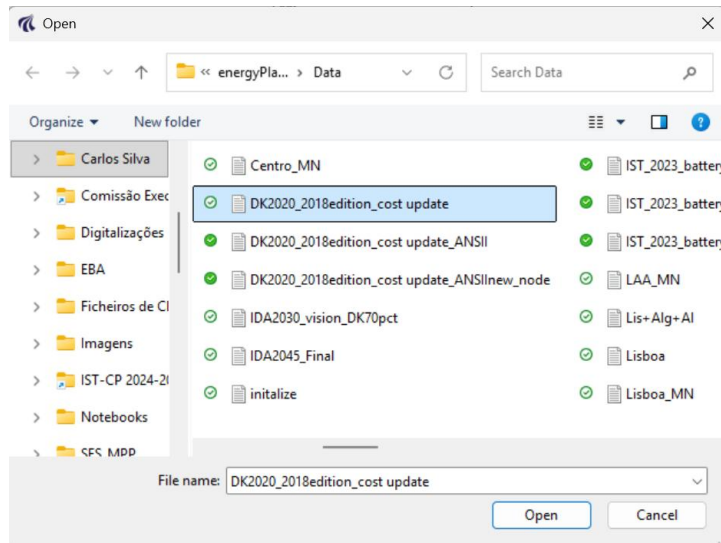 Open
« energyPla... > Data
Search Data
Organize
New folder
Carlos Silva
Comissão Exec
Digitalizações
EBA
Ficheiros de Cl
Imagens
IST-CP 2024-20
Notebooks
SES_MPP
Centro_MN
DK2020_2018edition_cost update
DK2020_2018edition_cost update_ANSII
DK2020_2018edition_cost update_ANSIInew_node
IDA2030_vision_DK70pct
IDA2045_Final
initalize
IST_2023_battery
IST_2023_battery
IST_2023_battery
LAA_MN
Lis+Alg+Al
Lisboa
Lisboa_MN
File name: DK2020_2018edition_cost update
Open
Cancel